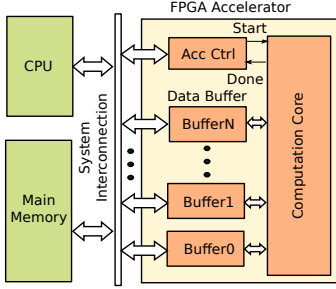 FPGA Accelerator
Start
CPU
Acc Ctrl
Done
Data Buffer
BufferN
System
Interconnection
Computation Core
Main
Memory
Buffer1
Buffer0